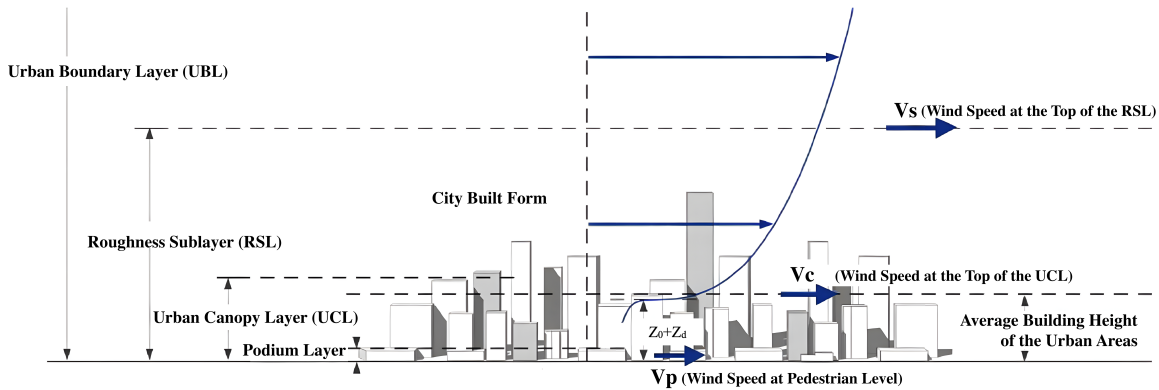 Urban Boundary Layer (UBL)
Vs (Wind Speed at the Top of the RSL)
City Built Form
Roughness Sublayer (RSL)
Vc (Wind Speed at the Top of the UCL)
Urban Canopy Layer (UCL)
Z₀+Z_d
Average Building Height
of the Urban Areas
Podium Layer
Vp (Wind Speed at Pedestrian Level)